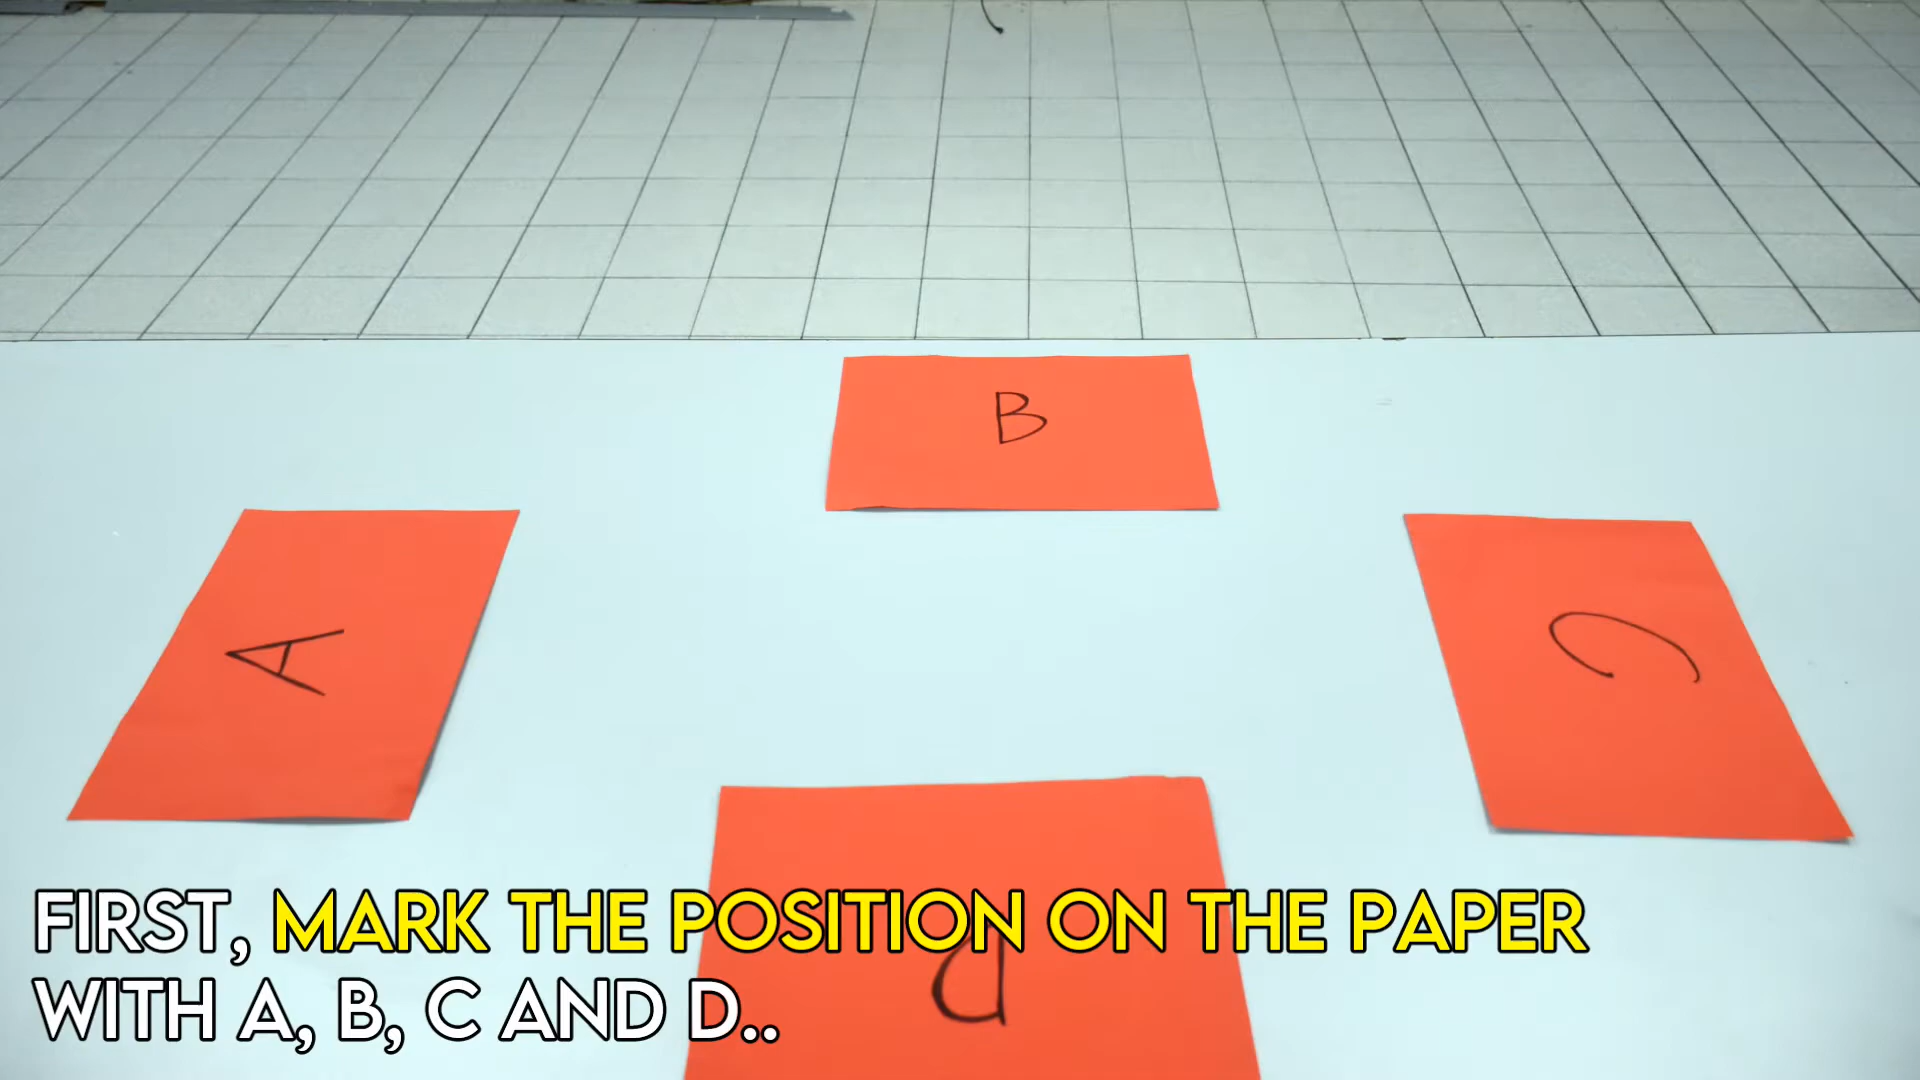 B
A
C
D
FIRST, MARK THE POSITION ON THE PAPER
WITH A, B, C AND D..